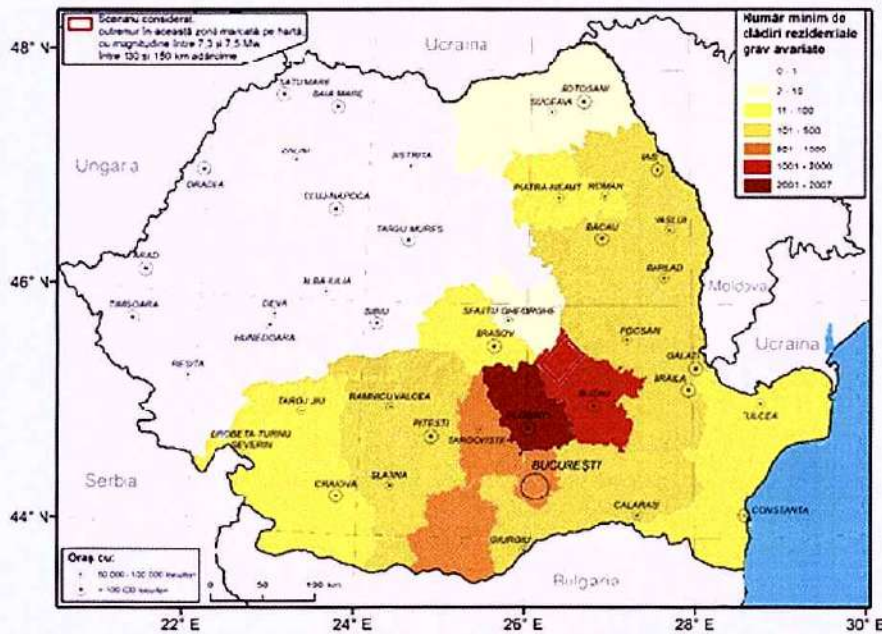 Scenariu considerat:
cutremur în această zonă marcată pe hartă,
cu magnitudine între 7,3 și 7,5 Mw
între 130 și 150 km adâncime.
Număr minim de
clădiri rezidențiale
grav avariate
0 - 1
2 - 10
11 - 100
101 - 500
501 - 1000
1001 - 2000
2001 - 2007
48° N
46° N
44° N
Ucraina
Ungara
Moldova
Ucraina
Serbia
Bulgaria
SATU MARE
BAIA MARE
BOTOSANI
SUCEAVA
ZALAU
BISTRITA
ORADEA
IASI
PIATRA-NEAMT
ROMAN
CLUJ-NAPOCA
TARGU MURES
BACAU
VASLUI
ARAD
ALBA-IULIA
BARLAD
TIMISOARA
DEVA
SIBIU
SFANTU GHEORGHE
HUNEDOARA
BRASOV
FOCSANI
GALATI
RESITA
BRAILA
TARGU JIU
RAMNICU VALCEA
BUZAU
TULCEA
PLOIESTI
PITESTI
TARGOVISTE
DROBETA-TURNU
SEVERIN
BUCUREȘTI
CRAIOVA
SLATINA
CALARASI
CONSTANTA
GIURGIU
Oraș cu:
50.000 - 100.000 locuitori
> 100.000 locuitori
0 50 100 km
22° E
24° E
26° E
28° E
30° E